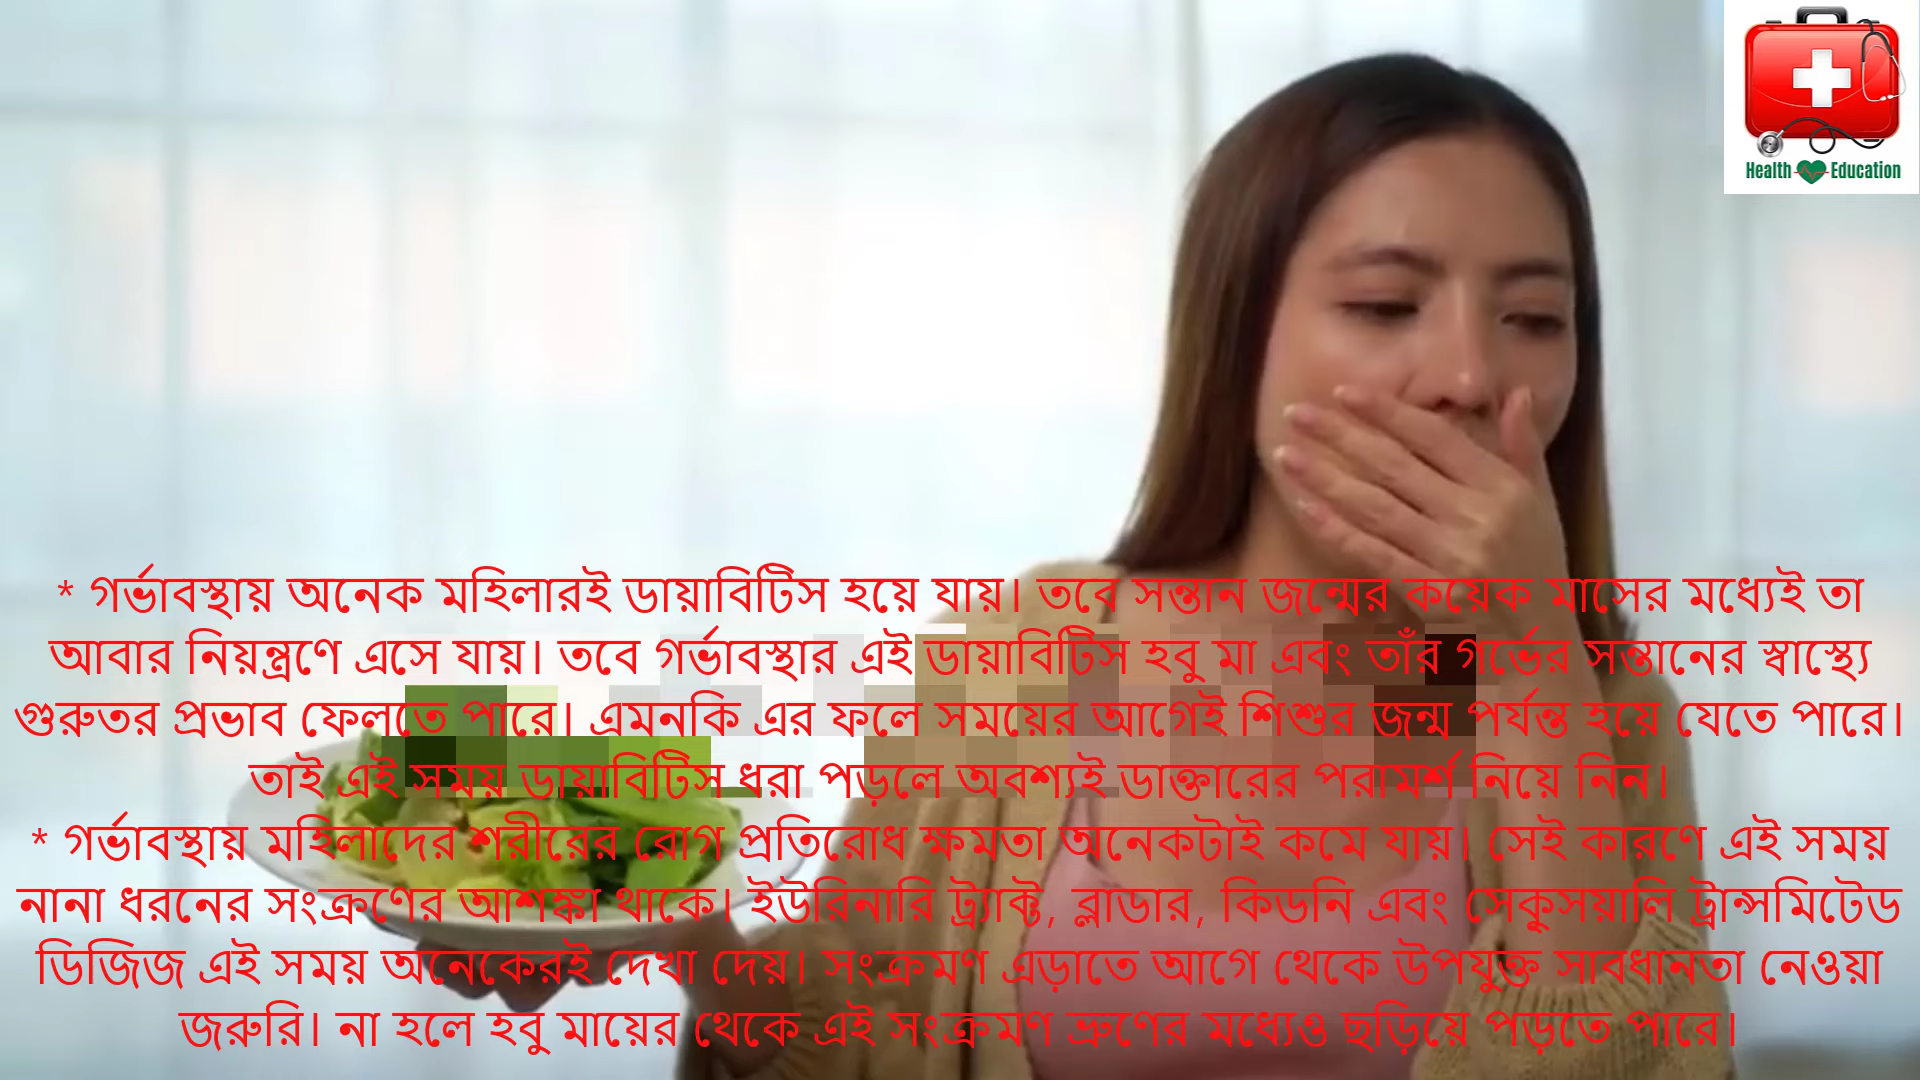 Health Education
* গর্ভাবস্থায় অনেক মহিলারই ডায়াবিটিস হয়ে যায়। তবে সন্তান জন্মের কয়েক মাসের মধ্যেই তা
আবার নিয়ন্ত্রণে এসে যায়। তবে গর্ভাবস্থার এই ডায়াবিটিস হবু মা এবং তাঁর গর্ভের সন্তানের স্বাস্থ্যে
গুরুতর প্রভাব ফেলতে পারে। এমনকি এর ফলে সময়ের আগেই শিশুর জন্ম পর্যন্ত হয়ে যেতে পারে।
তাই এই সময় ডায়াবিটিস ধরা পড়লে অবশ্যই ডাক্তারের পরামর্শ নিয়ে নিন।
* গর্ভাবস্থায় মহিলাদের শরীরের রোগ প্রতিরোধ ক্ষমতা অনেকটাই কমে যায়। সেই কারণে এই সময়
নানা ধরনের সংক্রণের আশঙ্কা থাকে। ইউরিনারি ট্র্যাক্ট, ব্লাডার, কিডনি এবং সেক্সুসয়ালি ট্রান্সমিটেড
ডিজিজ এই সময় অনেকেরই দেখা দেয়। সংক্রমণ এড়াতে আগে থেকে উপযুক্ত সাবধানতা নেওয়া
জরুরি। না হলে হবু মায়ের থেকে এই সংক্রমণ ভ্রুণের মধ্যেও ছড়িয়ে পড়তে পারে।